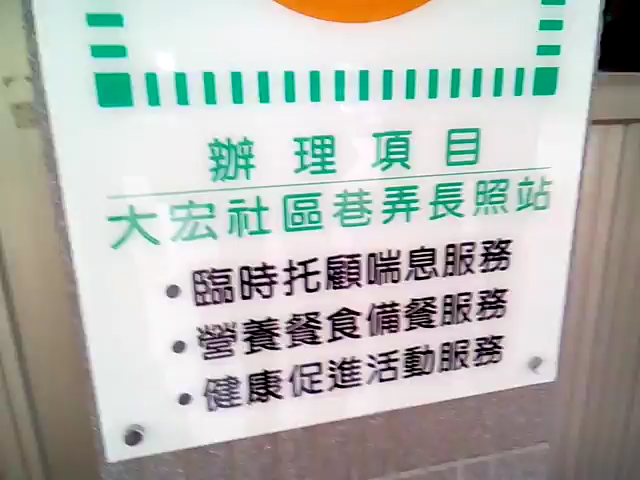 辦理項目
大宏社區巷弄長照站
•臨時托顧喘息服務
•營養餐食備餐服務
•健康促進活動服務